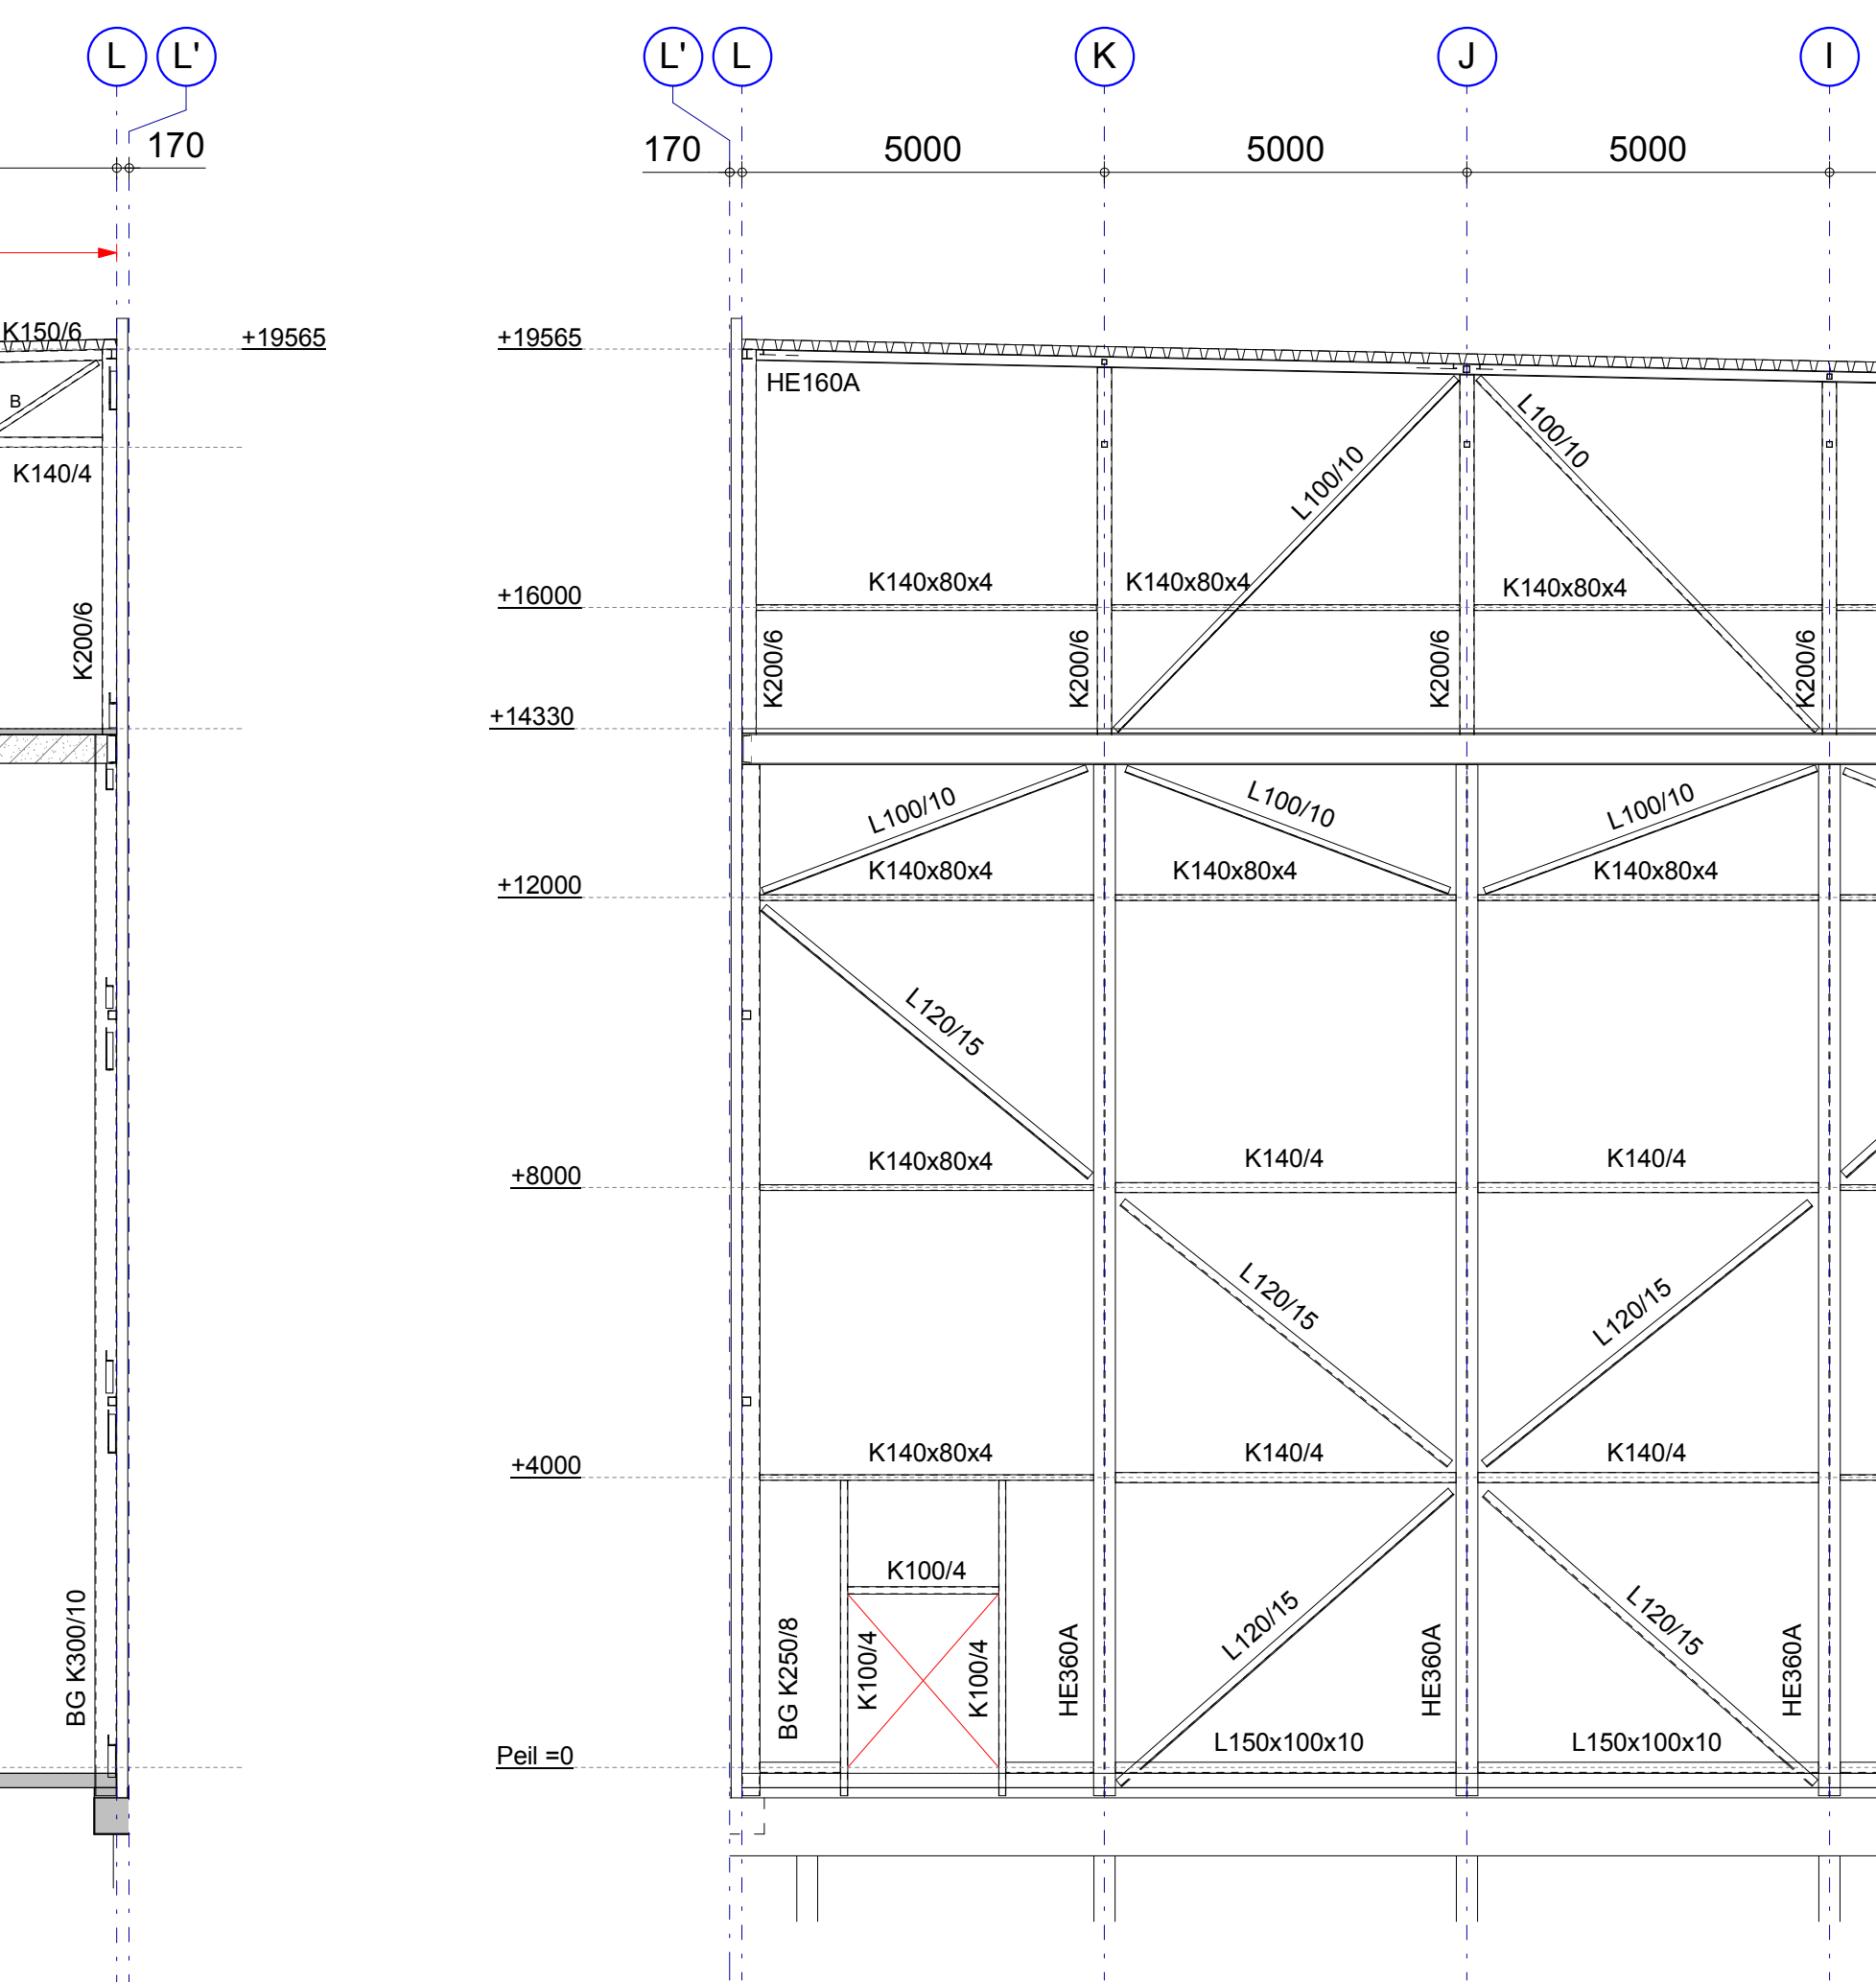 L L' L' L K J I
170 170 5000 5000 5000
K150/6 +19565 +19565
HE160A
B
K140/4
L100/10 L100/10
+16000 K140x80x4 K140x80x4 K140x80x4
K200/6 K200/6 K200/6 K200/6 K200/6
+14330
L100/10 L100/10 L100/10
+12000 K140x80x4 K140x80x4 K140x80x4
L120/15
+8000 K140x80x4 K140/4 K140/4
L120/15 L120/15
+4000 K140x80x4 K140/4 K140/4
K100/4
BG K300/10 BG K250/8 K100/4 K100/4 HE360A L120/15 HE360A L120/15 HE360A
Peil =0 L150x100x10 L150x100x10